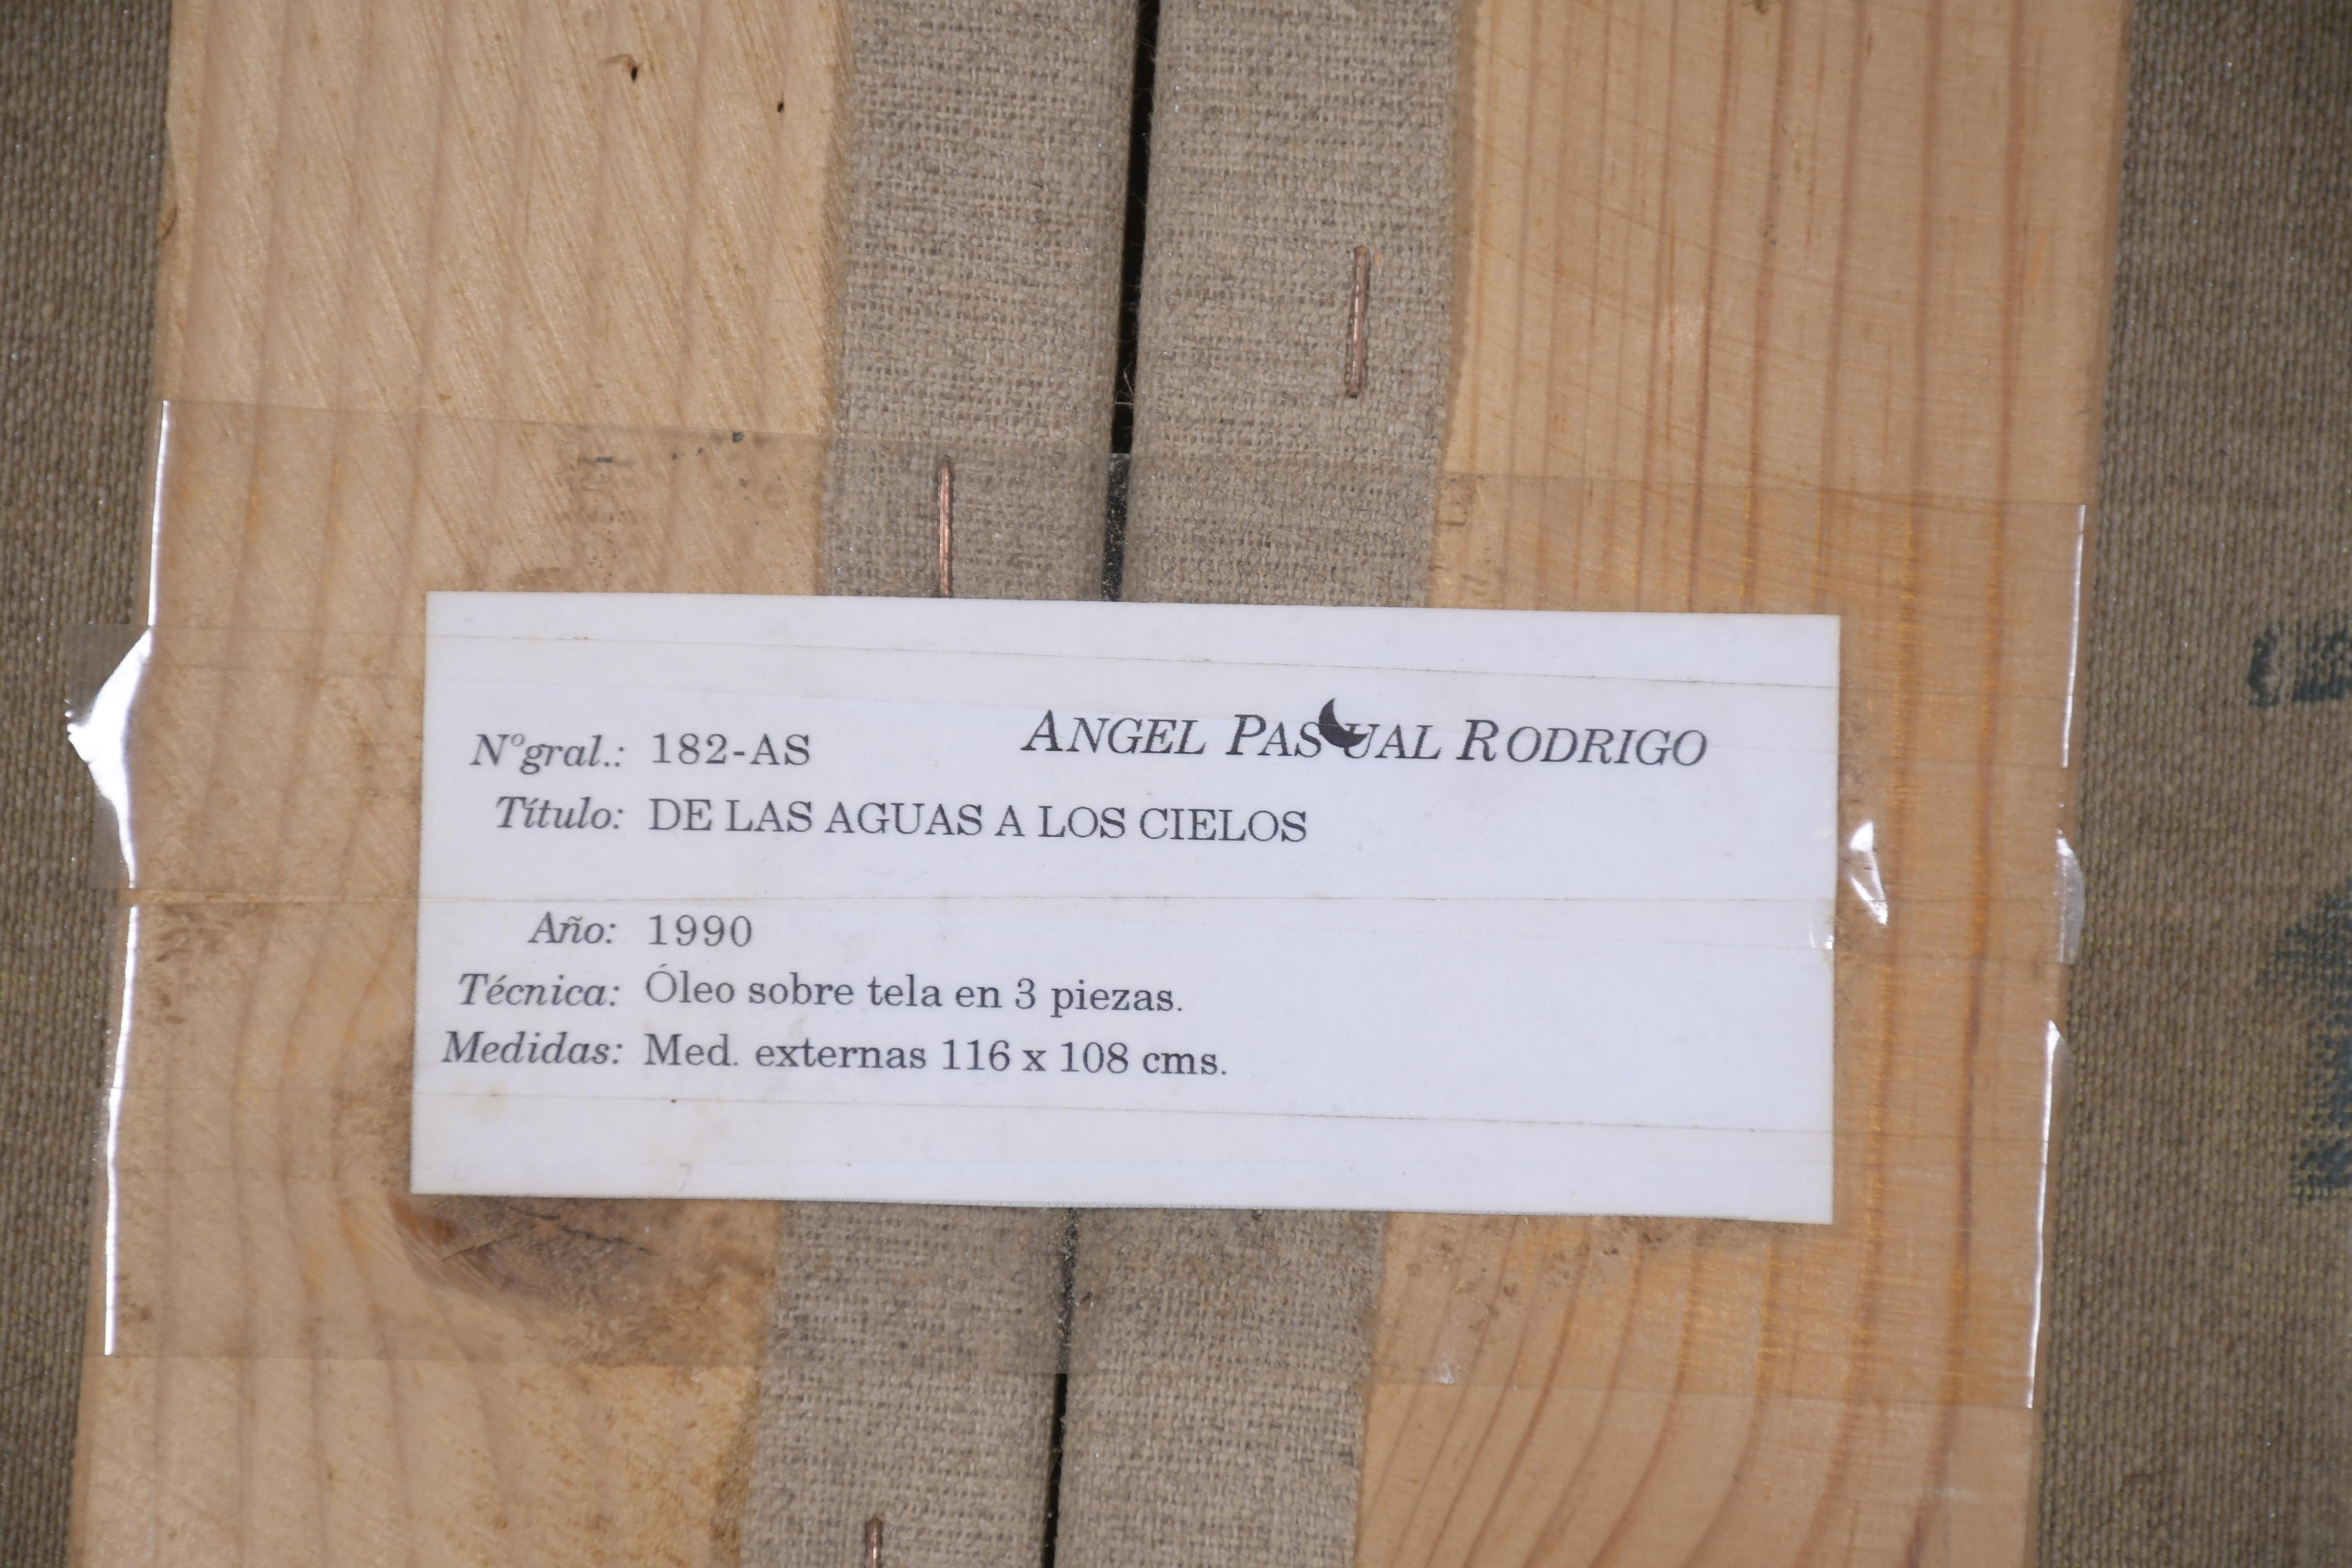 Nºgral.: 182-AS ANGEL PASCUAL RODRIGO
Título: DE LAS AGUAS A LOS CIELOS
Año: 1990
Técnica: Óleo sobre tela en 3 piezas.
Medidas: Med. externas 116 x 108 cms.